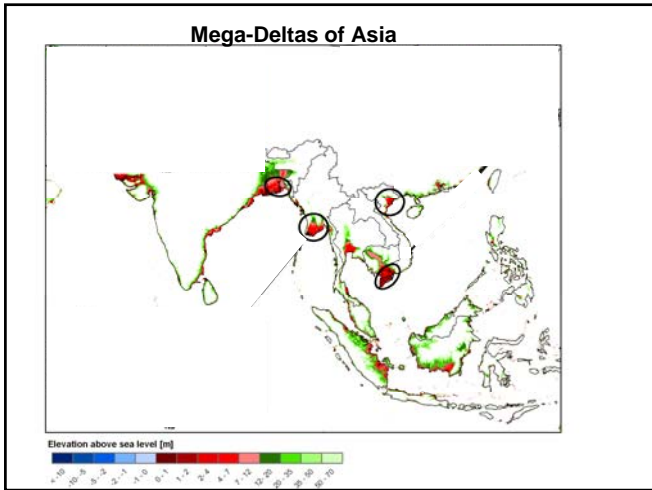 Mega-Deltas of Asia
Elevation above sea level [m]
< -10
-10 - -5
-5 - -2
-2 - -1
-1 - 0
0 - 1
1 - 2
2-4
4 - 7
7 - 12
12-20
20-35
35-50
50 - 70